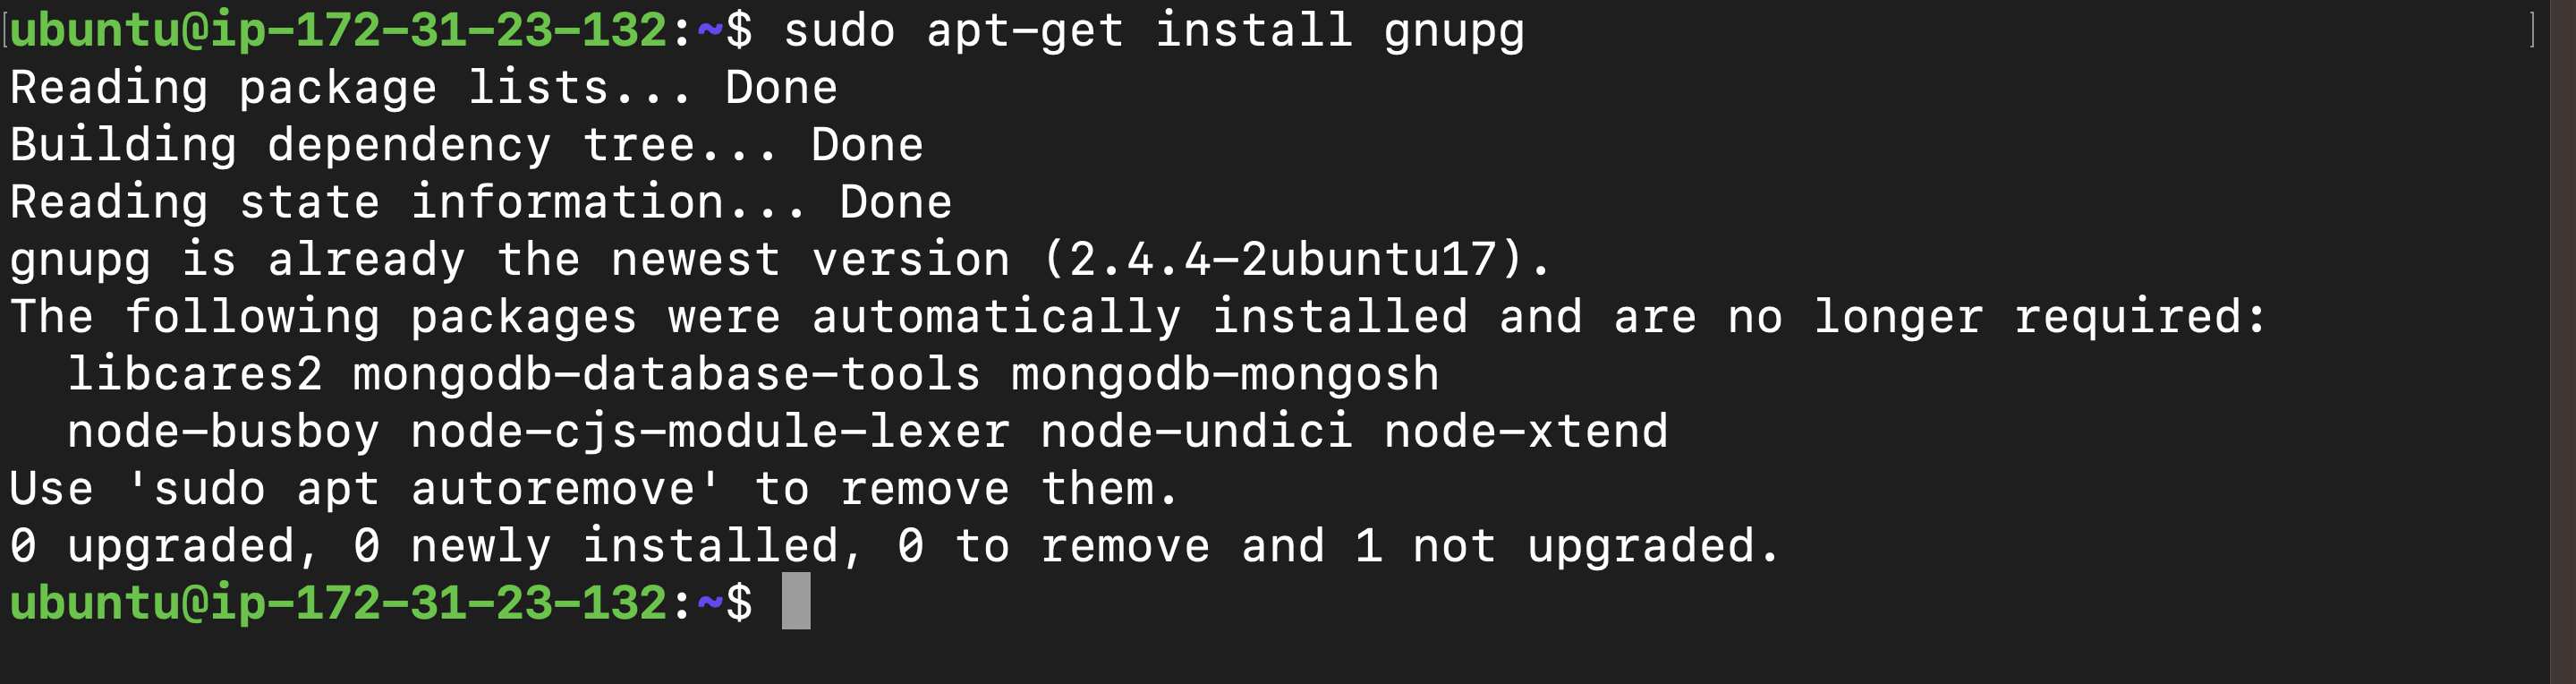 [ubuntu@ip-172-31-23-132:~$ sudo apt-get install gnupg ]
Reading package lists... Done
Building dependency tree... Done
Reading state information... Done
gnupg is already the newest version (2.4.4-2ubuntu17).
The following packages were automatically installed and are no longer required:
  libcares2 mongodb-database-tools mongodb-mongosh
  node-busboy node-cjs-module-lexer node-undici node-xtend
Use 'sudo apt autoremove' to remove them.
0 upgraded, 0 newly installed, 0 to remove and 1 not upgraded.
ubuntu@ip-172-31-23-132:~$